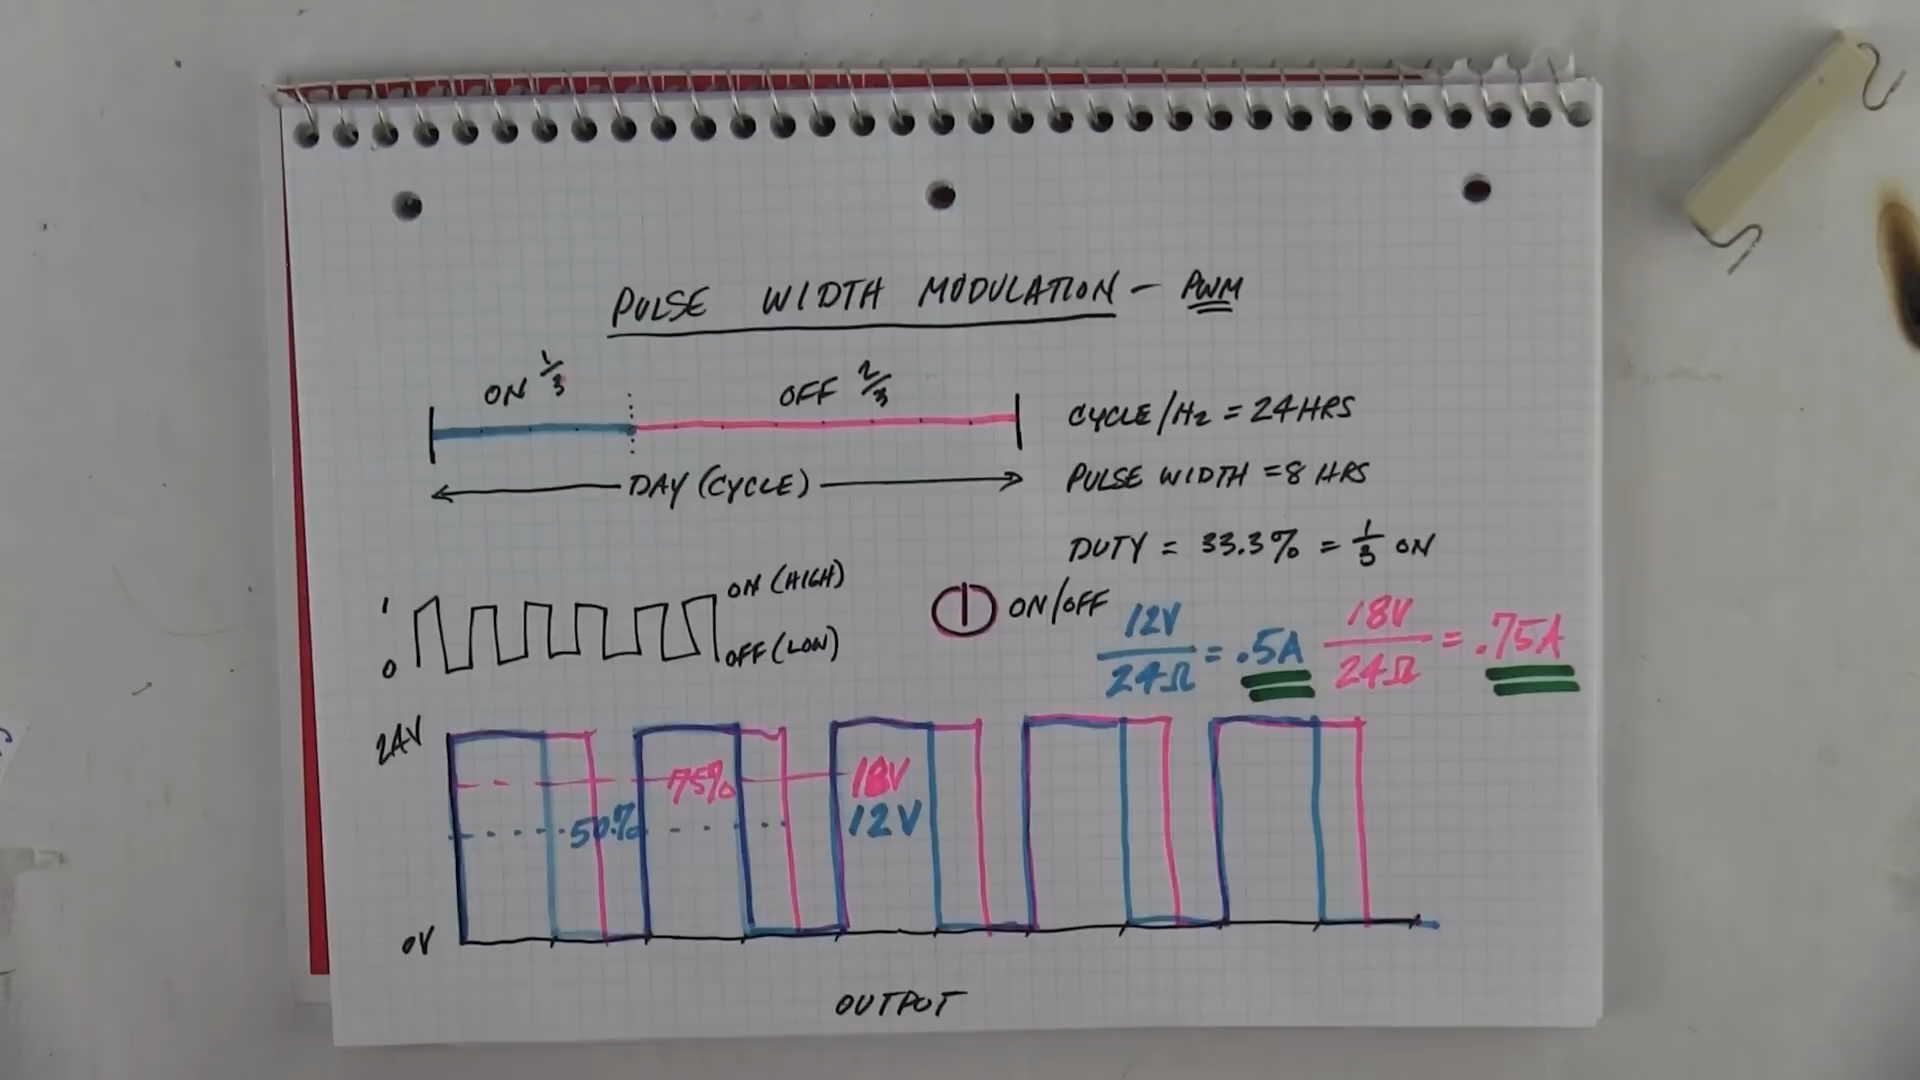 PULSE WIDTH MODULATION - PWM
ON 1/3
OFF 2/3
CYCLE/Hz = 24HRS
DAY (CYCLE)
PULSE WIDTH = 8 HRS
DUTY = 33.3% = 1/3 ON
1
ON (HIGH)
0
OFF (LOW)
ON/OFF
12V/24Ω = .5A
18V/24Ω = .75A
24V
75%
18V
50%
12V
0V
OUTPUT